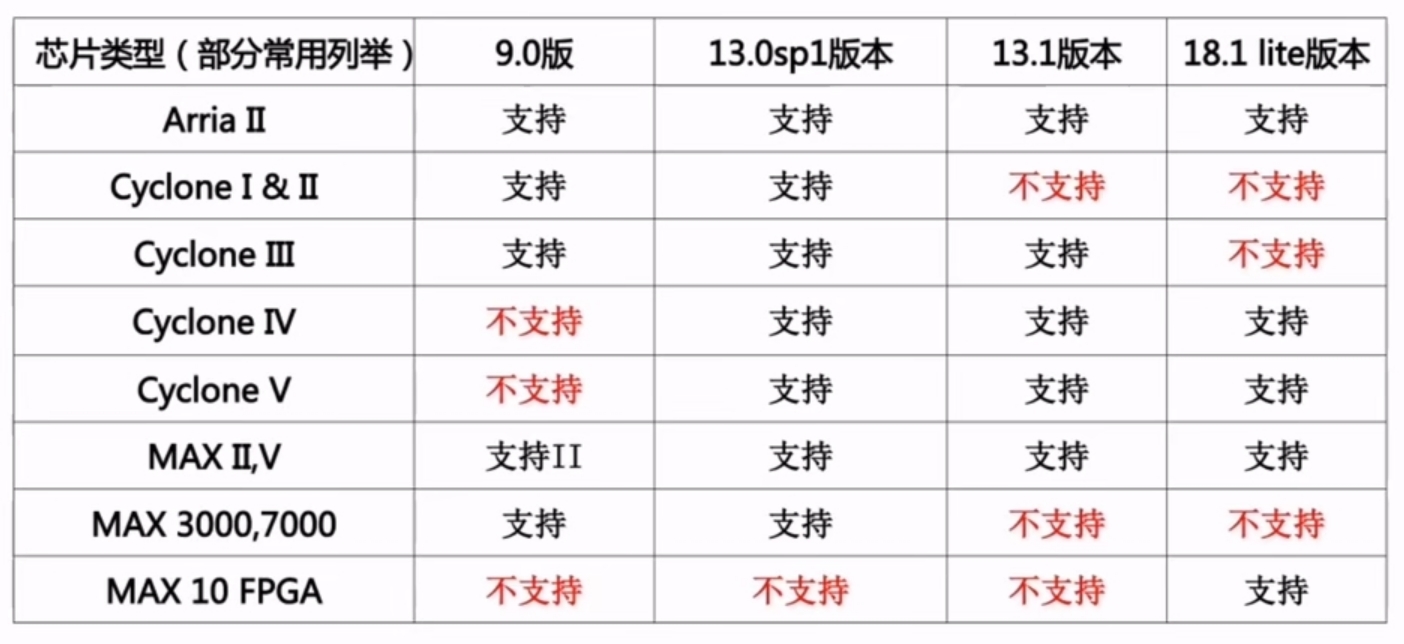 芯片类型（部分常用列举） 9.0版 13.0sp1版本 13.1版本 18.1 lite版本
Arria II 支持 支持 支持 支持
Cyclone I & II 支持 支持 不支持 不支持
Cyclone III 支持 支持 支持 不支持
Cyclone IV 不支持 支持 支持 支持
Cyclone V 不支持 支持 支持 支持
MAX II,V 支持II 支持 支持 支持
MAX 3000,7000 支持 支持 不支持 不支持
MAX 10 FPGA 不支持 不支持 不支持 支持